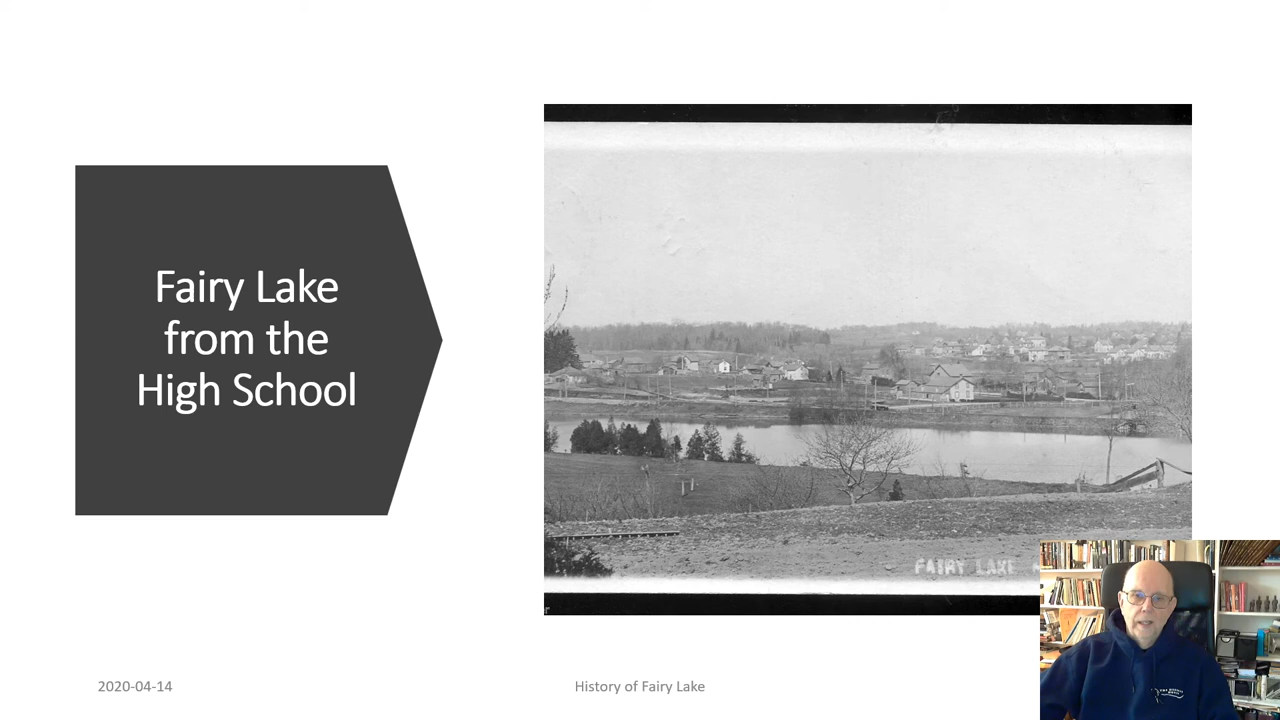 Fairy Lake
from the
High School
FAIRY LAKE
2020-04-14
History of Fairy Lake